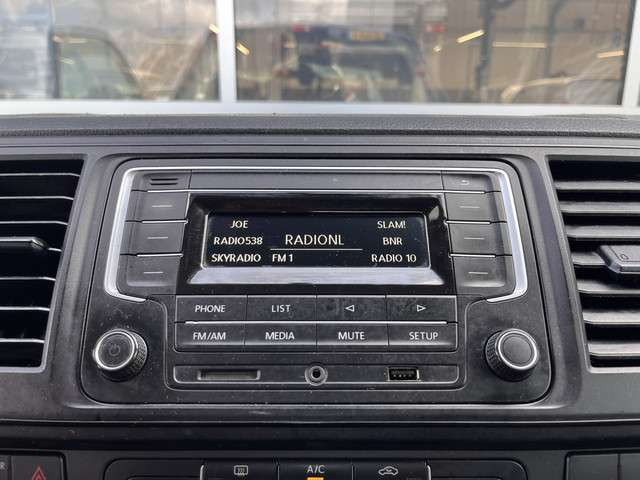 JOE SLAM!
RADIO538 RADIONL BNR
SKYRADIO FM 1 RADIO 10
PHONE LIST
FM/AM MEDIA MUTE SETUP
A/C